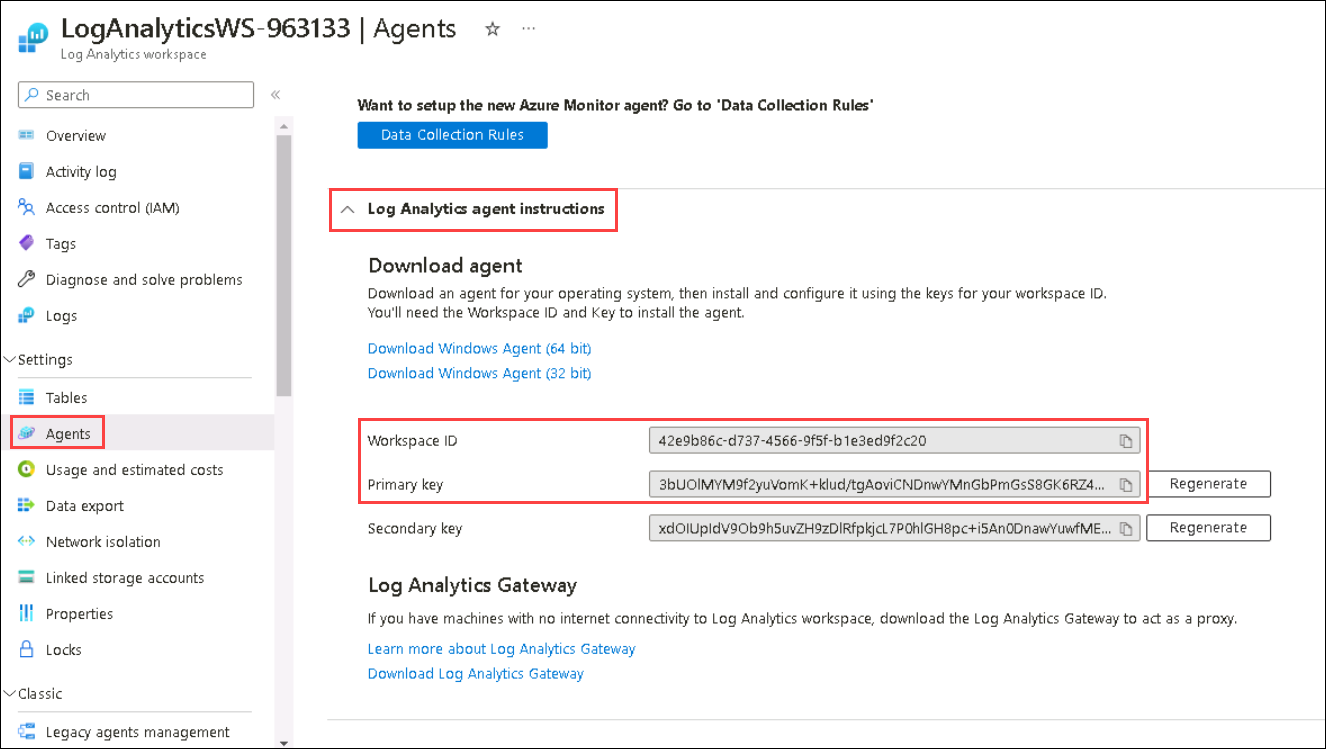 LogAnalyticsWS-963133 | Agents
Log Analytics workspace
Search
Overview
Activity log
Access control (IAM)
Tags
Diagnose and solve problems
Logs
Settings
Tables
Agents
Usage and estimated costs
Data export
Network isolation
Linked storage accounts
Properties
Locks
Classic
Legacy agents management
Want to setup the new Azure Monitor agent? Go to 'Data Collection Rules'
Data Collection Rules
Log Analytics agent instructions
Download agent
Download an agent for your operating system, then install and configure it using the keys for your workspace ID.
You'll need the Workspace ID and Key to install the agent.
Download Windows Agent (64 bit)
Download Windows Agent (32 bit)
Workspace ID
42e9b86c-d737-4566-9f5f-b1e3ed9f2c20
Primary key
3bUOlMYM9f2yuVomK+klud/tgAoviCNDnwYMnGbPmGsS8GK6RZ4...
Regenerate
Secondary key
xdOIUpIdV9Ob9h5uvZH9zDlRfpkjcL7P0hlGH8pc+i5An0DnawYuwfME...
Regenerate
Log Analytics Gateway
If you have machines with no internet connectivity to Log Analytics workspace, download the Log Analytics Gateway to act as a proxy.
Learn more about Log Analytics Gateway
Download Log Analytics Gateway